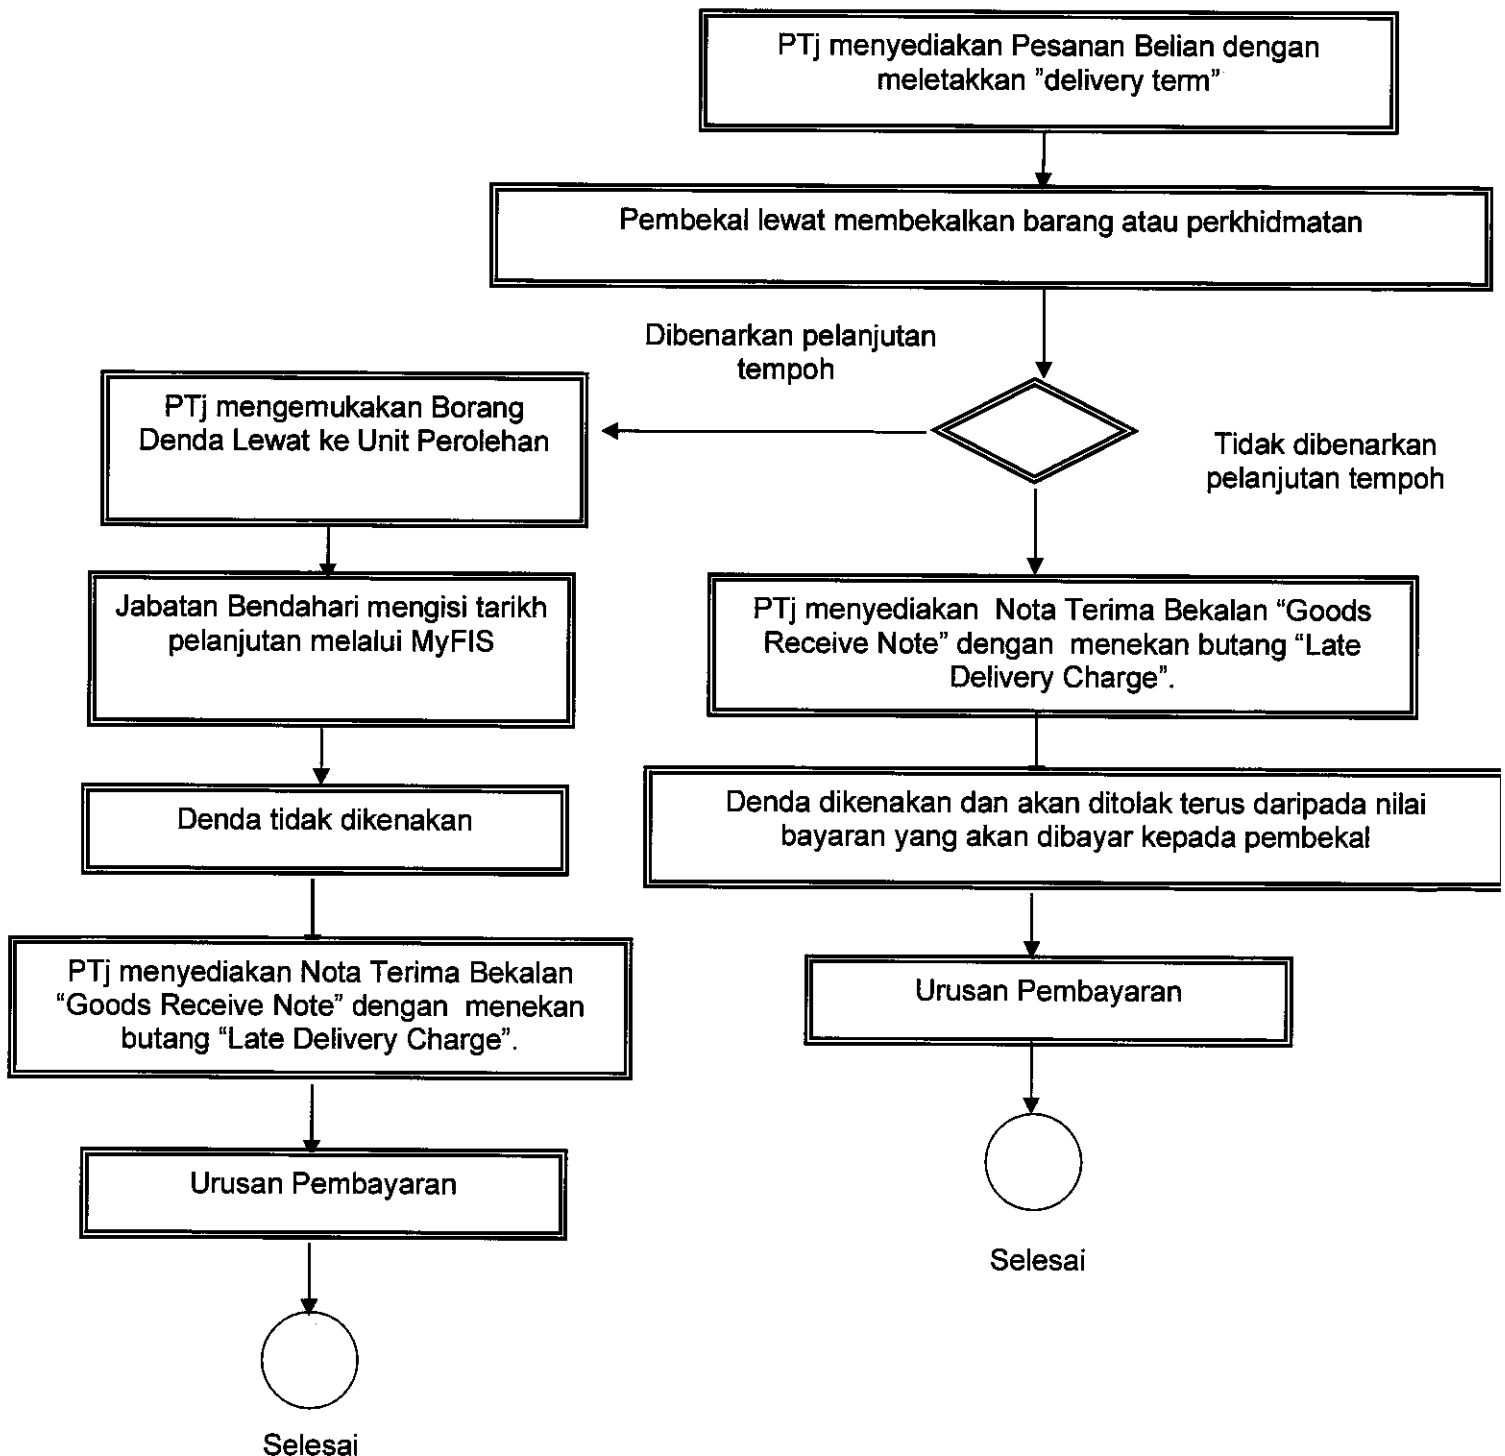 PTj menyediakan Pesanan Belian dengan
meletakkan ”delivery term”
Pembekal lewat membekalkan barang atau perkhidmatan
Dibenarkan pelanjutan
tempoh
PTj mengemukakan Borang
Denda Lewat ke Unit Perolehan
Tidak dibenarkan
pelanjutan tempoh
Jabatan Bendahari mengisi tarikh
pelanjutan melalui MyFIS
PTj menyediakan  Nota Terima Bekalan “Goods
Receive Note” dengan  menekan butang “Late
Delivery Charge”.
Denda tidak dikenakan
Denda dikenakan dan akan ditolak terus daripada nilai
bayaran yang akan dibayar kepada pembekal
PTj menyediakan Nota Terima Bekalan
“Goods Receive Note” dengan  menekan
butang “Late Delivery Charge”.
Urusan Pembayaran
Urusan Pembayaran
Selesai
Selesai